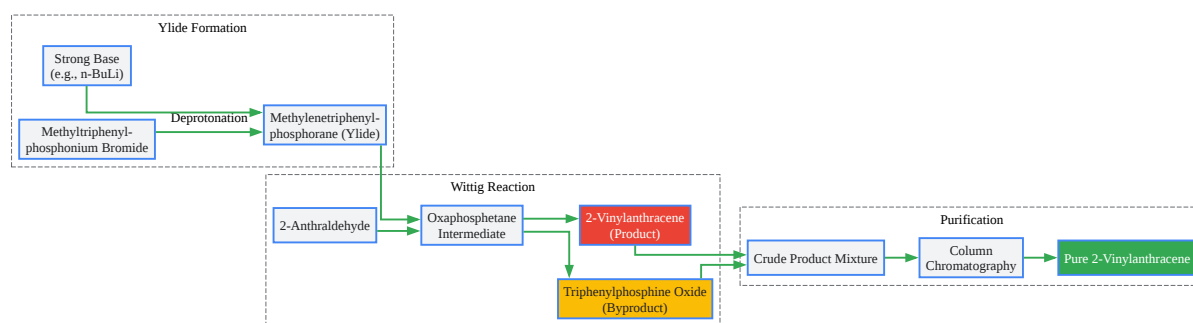 Ylide Formation
Strong Base
(e.g., n-BuLi)
Deprotonation
Methyltriphenyl-
phosphonium Bromide
Methylenetriphenyl-
phosphorane (Ylide)
Wittig Reaction
2-Anthraldehyde
Oxaphosphetane
Intermediate
2-Vinylanthracene
(Product)
Triphenylphosphine Oxide
(Byproduct)
Purification
Crude Product Mixture
Column
Chromatography
Pure 2-Vinylanthracene